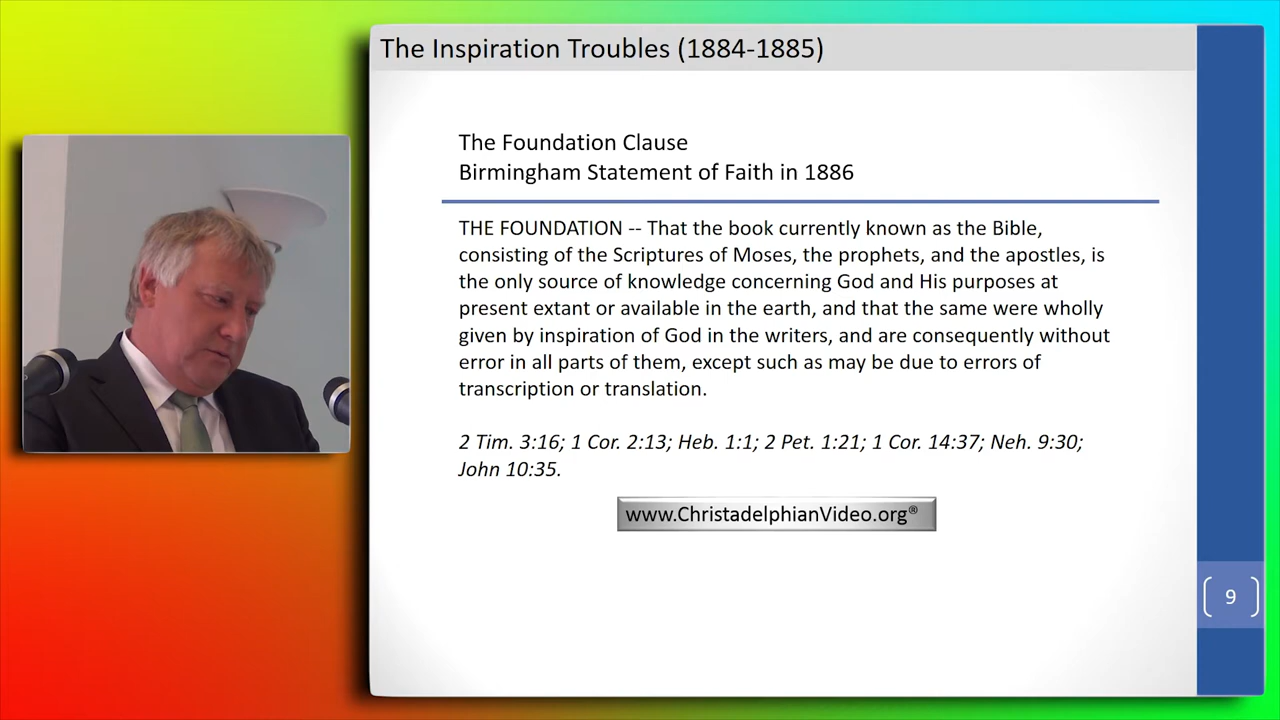 The Inspiration Troubles (1884-1885)
The Foundation Clause
Birmingham Statement of Faith in 1886
THE FOUNDATION -- That the book currently known as the Bible,
consisting of the Scriptures of Moses, the prophets, and the apostles, is
the only source of knowledge concerning God and His purposes at
present extant or available in the earth, and that the same were wholly
given by inspiration of God in the writers, and are consequently without
error in all parts of them, except such as may be due to errors of
transcription or translation.
2 Tim. 3:16; 1 Cor. 2:13; Heb. 1:1; 2 Pet. 1:21; 1 Cor. 14:37; Neh. 9:30;
John 10:35.
www.ChristadelphianVideo.org®
9